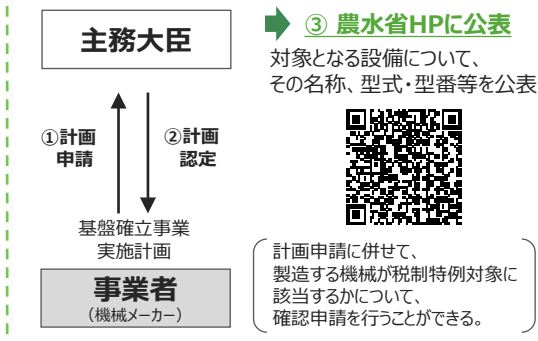 主務大臣
①計画
申請
②計画
認定
基盤確立事業
実施計画
事業者
（機械メーカー）
③ 農水省HPに公表
対象となる設備について、
その名称、型式・型番等を公表
計画申請に併せて、
製造する機械が税制特例対象に
該当するかについて、
確認申請を行うことができる。